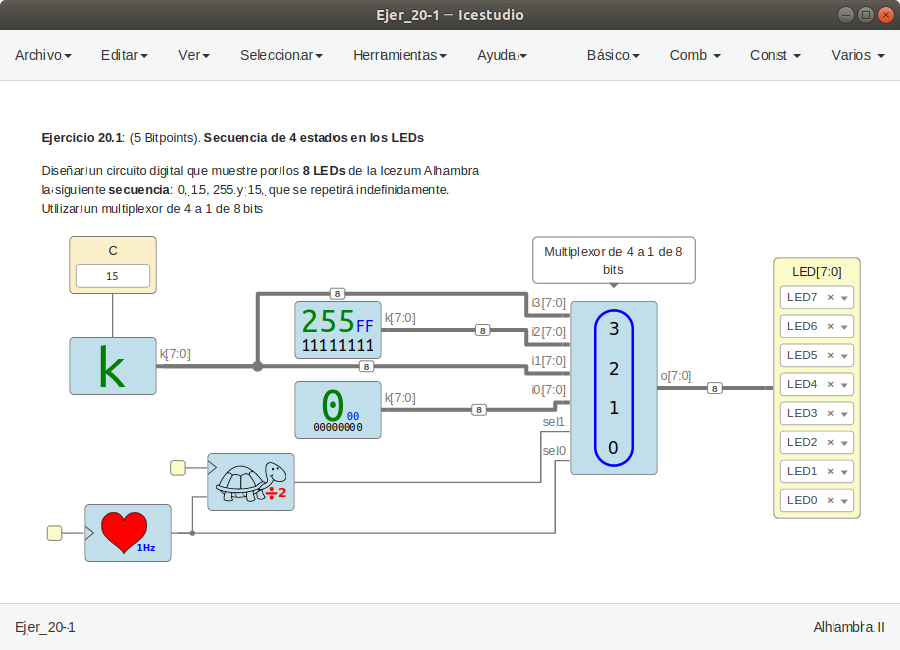 Ejer_20-1 – Icestudio
Archivo Editar Ver Seleccionar Herramientas Ayuda Básico Comb Const Varios
Ejercicio 20.1: (5 Bitpoints). Secuencia de 4 estados en los LEDs
Diseñar un circuito digital que muestre por los 8 LEDs de la Icezum Alhambra
la siguiente secuencia: 0, 15, 255 y 15, que se repetirá indefinidamente.
Utilizar un multiplexor de 4 a 1 de 8 bits
C
15
k
k[7:0]
8
255FF
11111111
k[7:0]
8
8
0 00
00000000
k[7:0]
8
Multiplexor de 4 a 1 de 8
bits
i3[7:0]
i2[7:0]
i1[7:0]
i0[7:0]
sel1
sel0
3
2
1
0
o[7:0]
8
LED[7:0]
LED7 ×
LED6 ×
LED5 ×
LED4 ×
LED3 ×
LED2 ×
LED1 ×
LED0 ×
÷2
1Hz
Ejer_20-1
Alhambra II